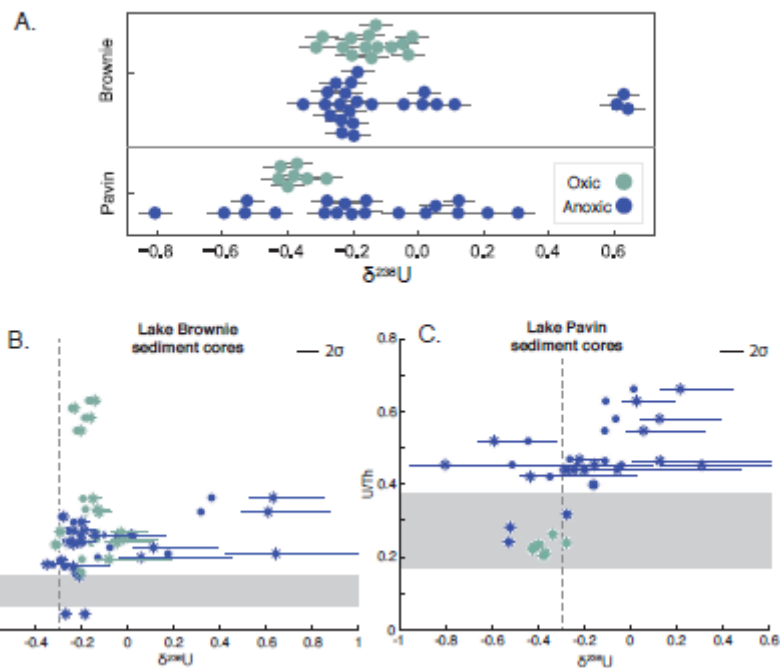 A.
Brownie
Pavin
Oxic
Anoxic
−0.8 −0.6 −0.4 −0.2 0.0 0.2 0.4 0.6
δ²³⁸U
B.
Lake Brownie
sediment cores
2σ
-0.4 -0.2 0 0.2 0.4 0.6 0.8 1
δ²³⁸U
C.
Lake Pavin
sediment cores
2σ
U/Th
0.8
0.6
0.4
0.2
0
-1 -0.8 -0.6 -0.4 -0.2 0 0.2 0.4 0.6
δ²³⁸U